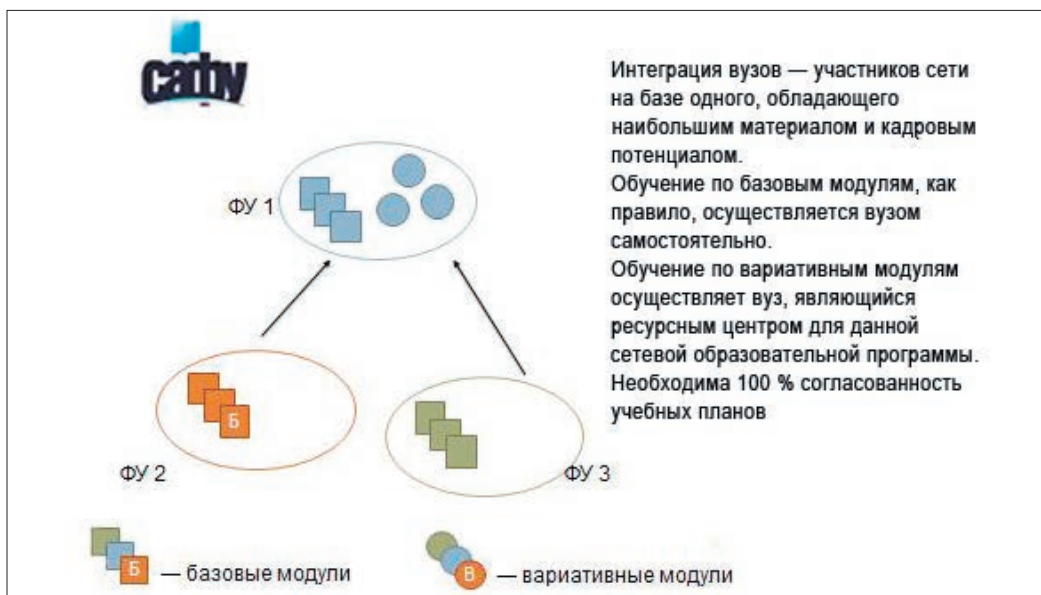 сафу
Интеграция вузов — участников сети
на базе одного, обладающего
наибольшим материалом и кадровым
потенциалом.
Обучение по базовым модулям, как
правило, осуществляется вузом
самостоятельно.
Обучение по вариативным модулям
осуществляет вуз, являющийся
ресурсным центром для данной
сетевой образовательной программы.
Необходима 100 % согласованность
учебных планов
ФУ 1
Б
ФУ 2
ФУ 3
Б — базовые модули
В — вариативные модули